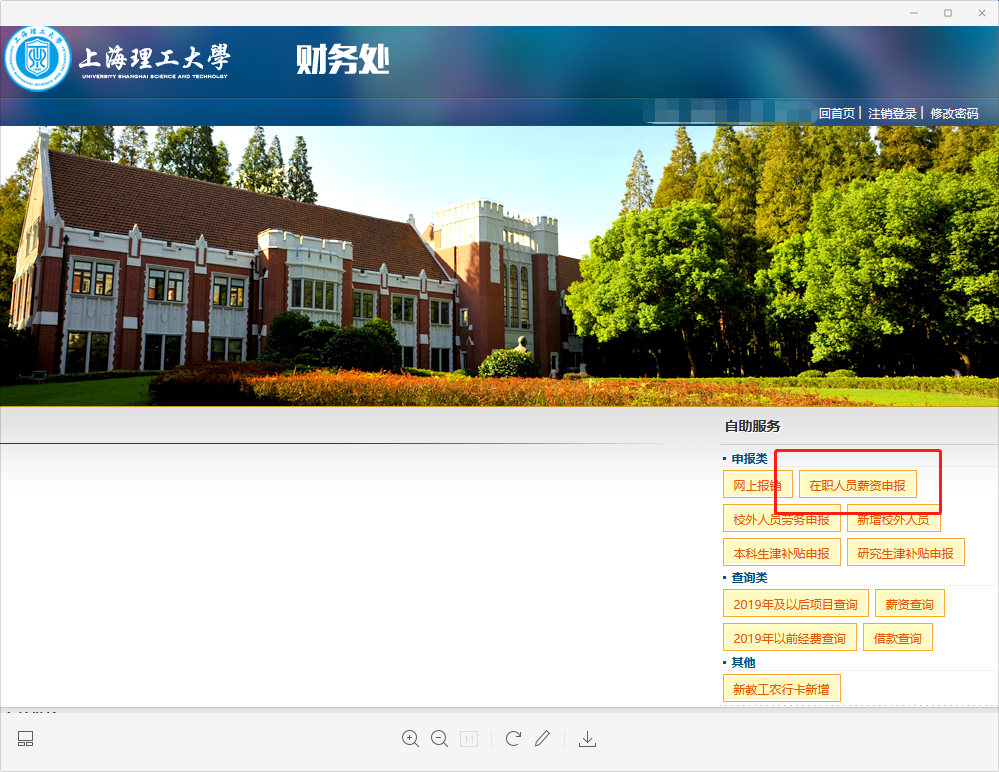 上海理工大學
UNIVERSITY SHANGHAI SCIENCE AND TECHNOLOGY
财务处
回首页 | 注销登录 | 修改密码
自助服务
申报类
网上报销 在职人员薪资申报
校外人员劳务申报 新增校外人员
本科生津补贴申报 研究生津补贴申报
查询类
2019年及以后项目查询 薪资查询
2019年以前经费查询 借款查询
其他
新教工农行卡新增
1:1